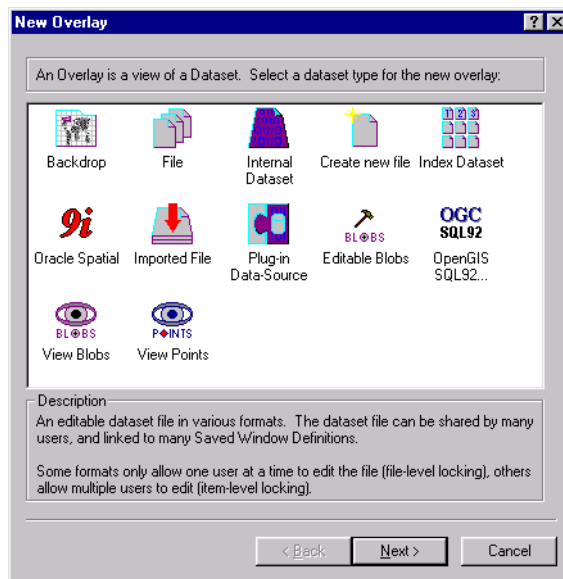 New Overlay
An Overlay is a view of a Dataset. Select a dataset type for the new overlay:
1 2 3
Backdrop
File
Internal
Dataset
Create new file
Index Dataset
9i
BLOBS
OGC
SQL92
Oracle Spatial
Imported File
Plug-in
Data-Source
Editable Blobs
OpenGIS
SQL92...
BLOBS
POINTS
View Blobs
View Points
Description
An editable dataset file in various formats. The dataset file can be shared by many
users, and linked to many Saved Window Definitions.
Some formats only allow one user at a time to edit the file (file-level locking), others
allow multiple users to edit (item-level locking).
< Back
Next >
Cancel